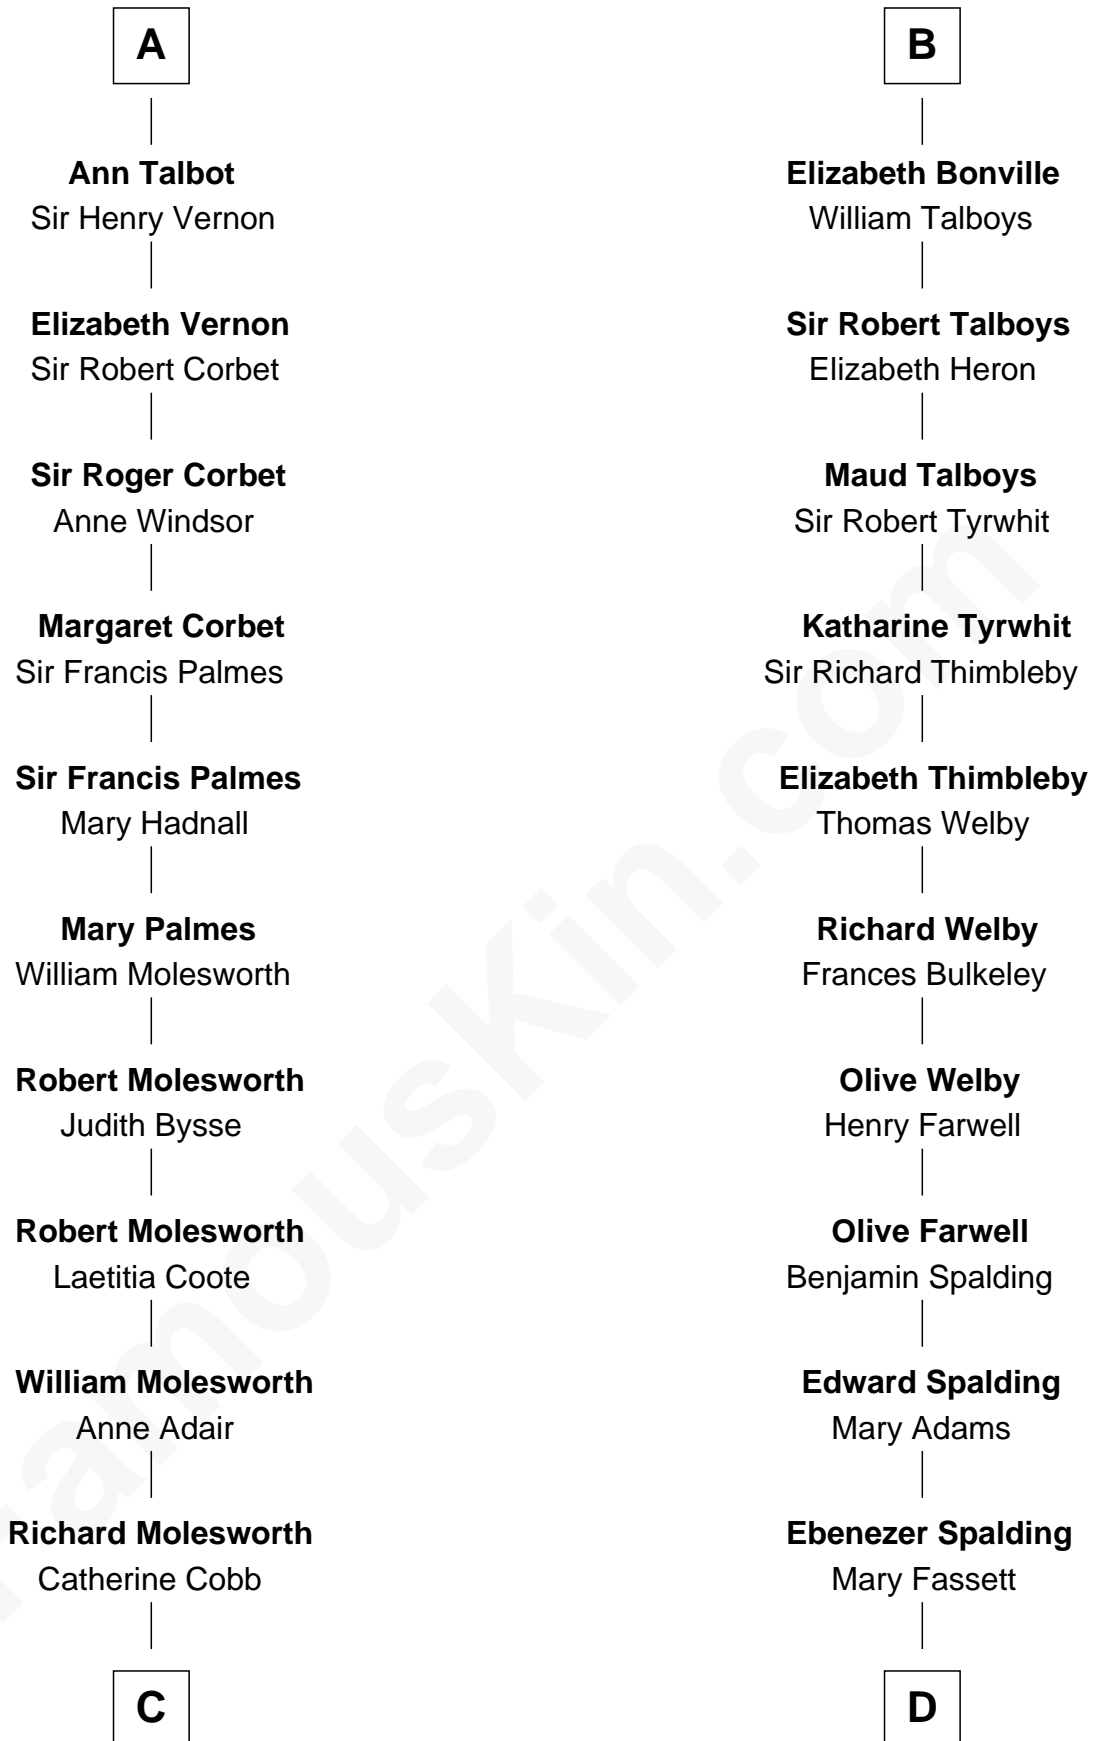 A
Ann Talbot
Sir Henry Vernon
Elizabeth Vernon
Sir Robert Corbet
Sir Roger Corbet
Anne Windsor
Margaret Corbet
Sir Francis Palmes
Sir Francis Palmes
Mary Hadnall
Mary Palmes
William Molesworth
Robert Molesworth
Judith Bysse
Robert Molesworth
Laetitia Coote
William Molesworth
Anne Adair
Richard Molesworth
Catherine Cobb
C
B
Elizabeth Bonville
William Talboys
Sir Robert Talboys
Elizabeth Heron
Maud Talboys
Sir Robert Tyrwhit
Katharine Tyrwhit
Sir Richard Thimbleby
Elizabeth Thimbleby
Thomas Welby
Richard Welby
Frances Bulkeley
Olive Welby
Henry Farwell
Olive Farwell
Benjamin Spalding
Edward Spalding
Mary Adams
Ebenezer Spalding
Mary Fassett
D
FamousKin.com